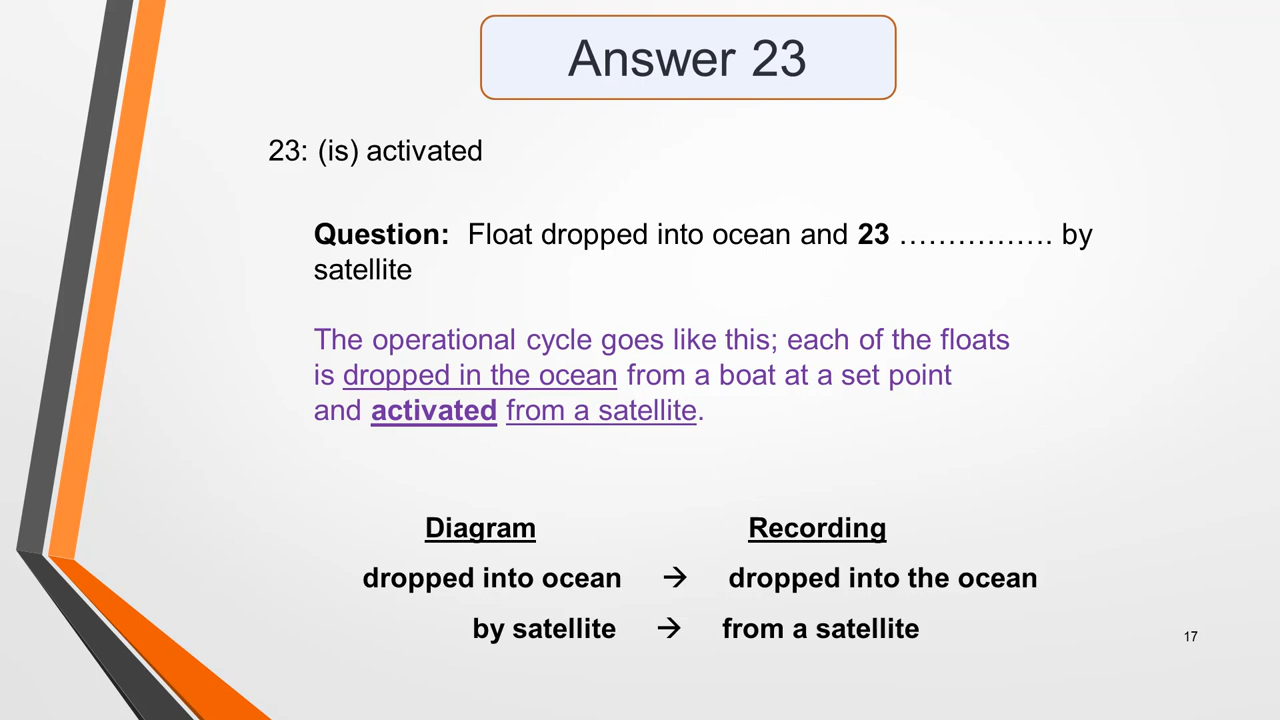 Answer 23
23: (is) activated
Question: Float dropped into ocean and 23 ……………. by
satellite
The operational cycle goes like this; each of the floats
is dropped in the ocean from a boat at a set point
and activated from a satellite.
Diagram Recording
dropped into ocean → dropped into the ocean
by satellite → from a satellite
17